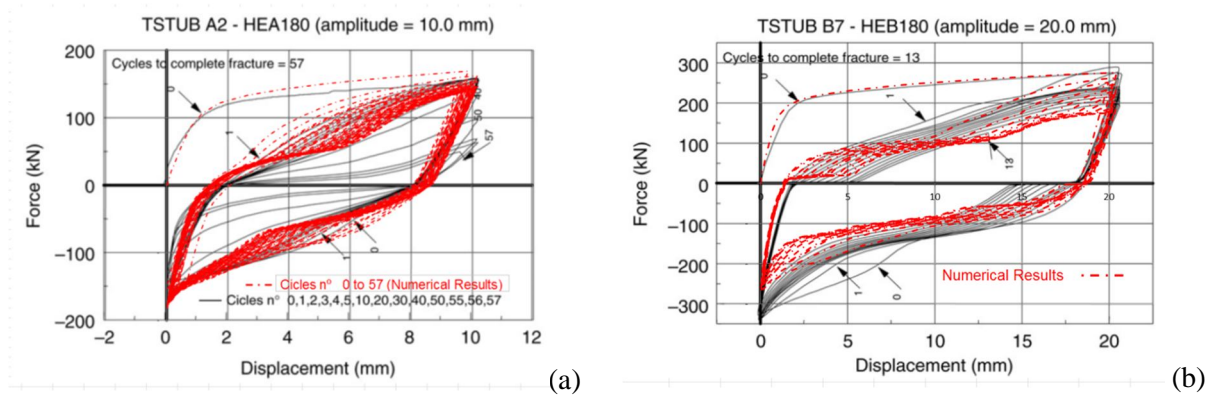 TSTUB A2 - HEA180 (amplitude = 10.0 mm)
200
100
0
−100
−200
Force (kN)
Cycles to complete fracture = 57
0
1
40
50
57
1
0
Cicles nº 0 to 57 (Numerical Results)
Cicles nº 0,1,2,3,4,5,10,20,30,40,50,55,56,57
0 2 4 6 8 10 12
−2
Displacement (mm)
(a)
TSTUB B7 - HEB180 (amplitude = 20.0 mm)
300
200
100
0
−100
−200
−300
Force (kN)
Cycles to complete fracture = 13
0
1
13
0 5 10 15 20
1
0
Numerical Results
0 5 10 15 20
Displacement (mm)
(b)